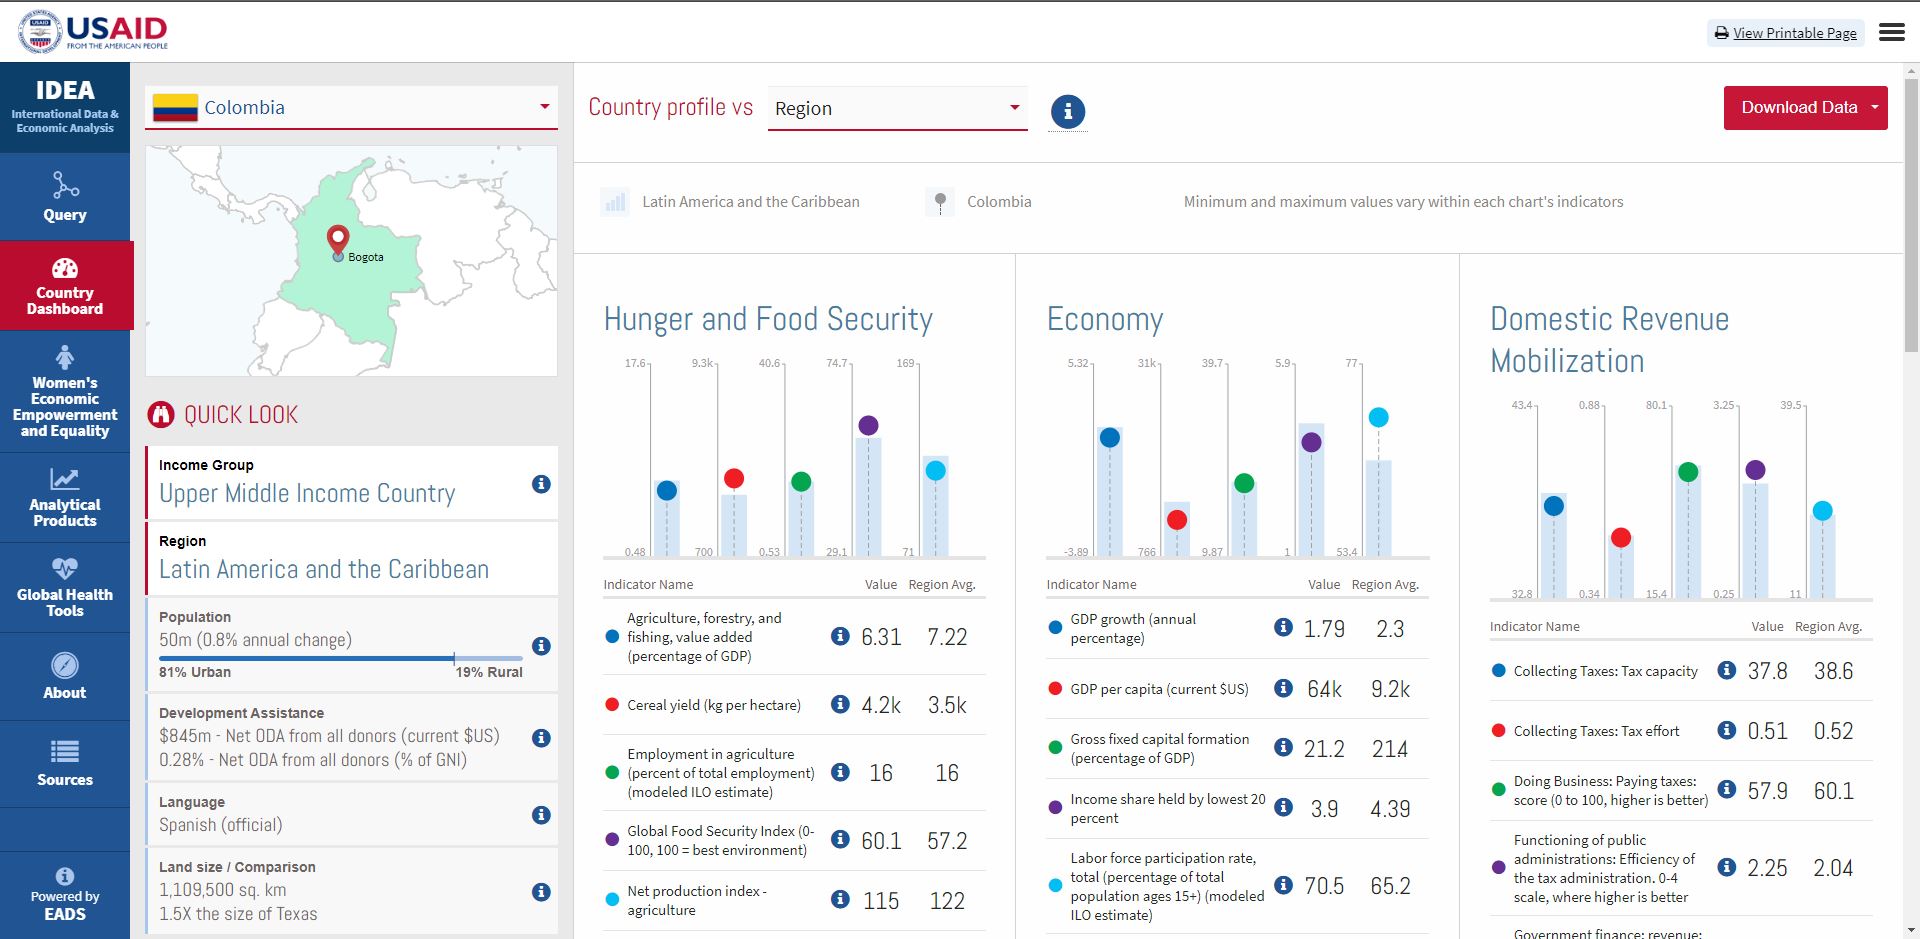 USAID
FROM THE AMERICAN PEOPLE
View Printable Page
IDEA
International Data &
Economic Analysis
Query
Country
Dashboard
Women's
Economic
Empowerment
and Equality
Analytical
Products
Global Health
Tools
About
Sources
Powered by
EADS
Colombia
Bogota
QUICK LOOK
Income Group
Upper Middle Income Country
Region
Latin America and the Caribbean
Population
50m (0.8% annual change)
81% Urban 19% Rural
Development Assistance
$845m - Net ODA from all donors (current $US)
0.28% - Net ODA from all donors (% of GNI)
Language
Spanish (official)
Land size / Comparison
1,109,500 sq. km
1.5X the size of Texas
Country profile vs Region
Download Data
Latin America and the Caribbean Colombia Minimum and maximum values vary within each chart's indicators
Hunger and Food Security
17.6 9.3k 40.6 74.7 169
0.48 700 0.53 29.1 71
Indicator Name Value Region Avg.
Agriculture, forestry, and
fishing, value added 6.31 7.22
(percentage of GDP)
Cereal yield (kg per hectare) 4.2k 3.5k
Employment in agriculture
(percent of total employment) 16 16
(modeled ILO estimate)
Global Food Security Index (0-
100, 100 = best environment) 60.1 57.2
Net production index -
agriculture 115 122
Economy
5.32 31k 39.7 5.9 77
-3.89 766 9.87 1 53.4
Indicator Name Value Region Avg.
GDP growth (annual
percentage) 1.79 2.3
GDP per capita (current $US) 64k 9.2k
Gross fixed capital formation
(percentage of GDP) 21.2 214
Income share held by lowest 20
percent 3.9 4.39
Labor force participation rate,
total (percentage of total
population ages 15+) (modeled 70.5 65.2
ILO estimate)
Domestic Revenue
Mobilization
43.4 0.88 80.1 3.25 39.5
32.8 0.34 15.4 0.25 11
Indicator Name Value Region Avg.
Collecting Taxes: Tax capacity 37.8 38.6
Collecting Taxes: Tax effort 0.51 0.52
Doing Business: Paying taxes:
score (0 to 100, higher is better) 57.9 60.1
Functioning of public
administrations: Efficiency of
the tax administration. 0-4 2.25 2.04
scale, where higher is better
Government finance: revenue: